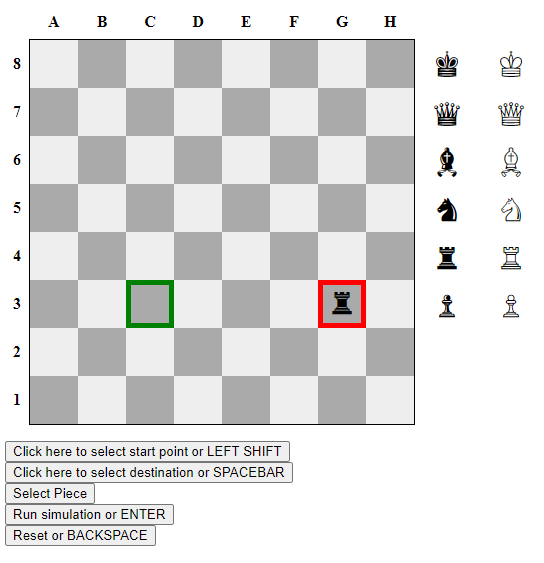 A B C D E F G H
8
7
6
5
4
3
2
1
Click here to select start point or LEFT SHIFT
Click here to select destination or SPACEBAR
Select Piece
Run simulation or ENTER
Reset or BACKSPACE